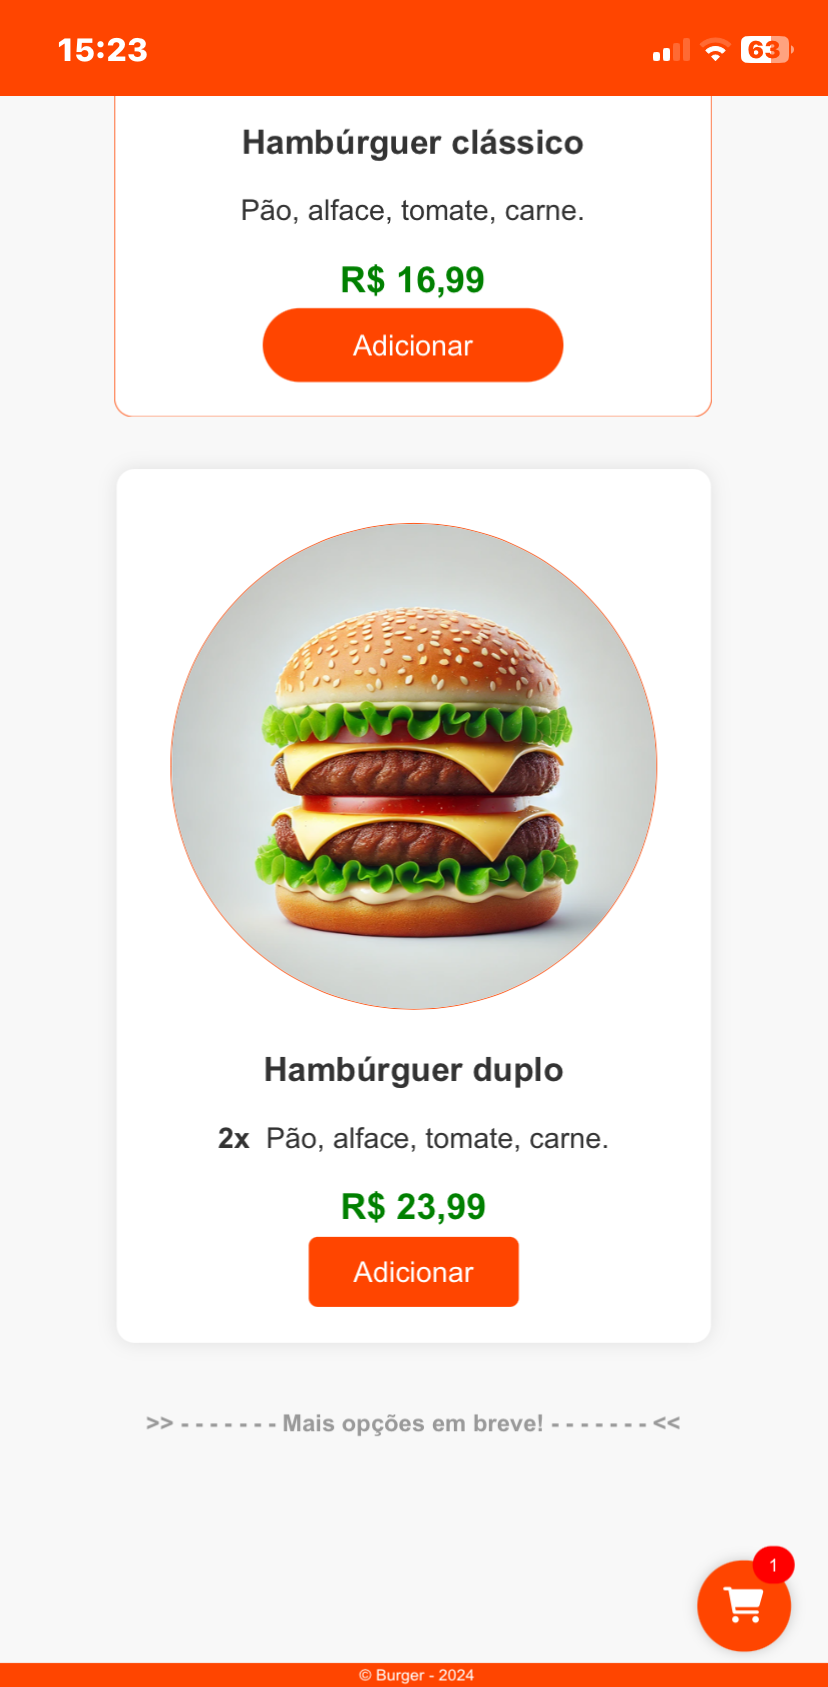 15:23
63
Hambúrguer clássico
Pão, alface, tomate, carne.
R$ 16,99
Adicionar
Hambúrguer duplo
2x Pão, alface, tomate, carne.
R$ 23,99
Adicionar
>> - - - - - - - Mais opções em breve! - - - - - - - <<
1
© Burger - 2024